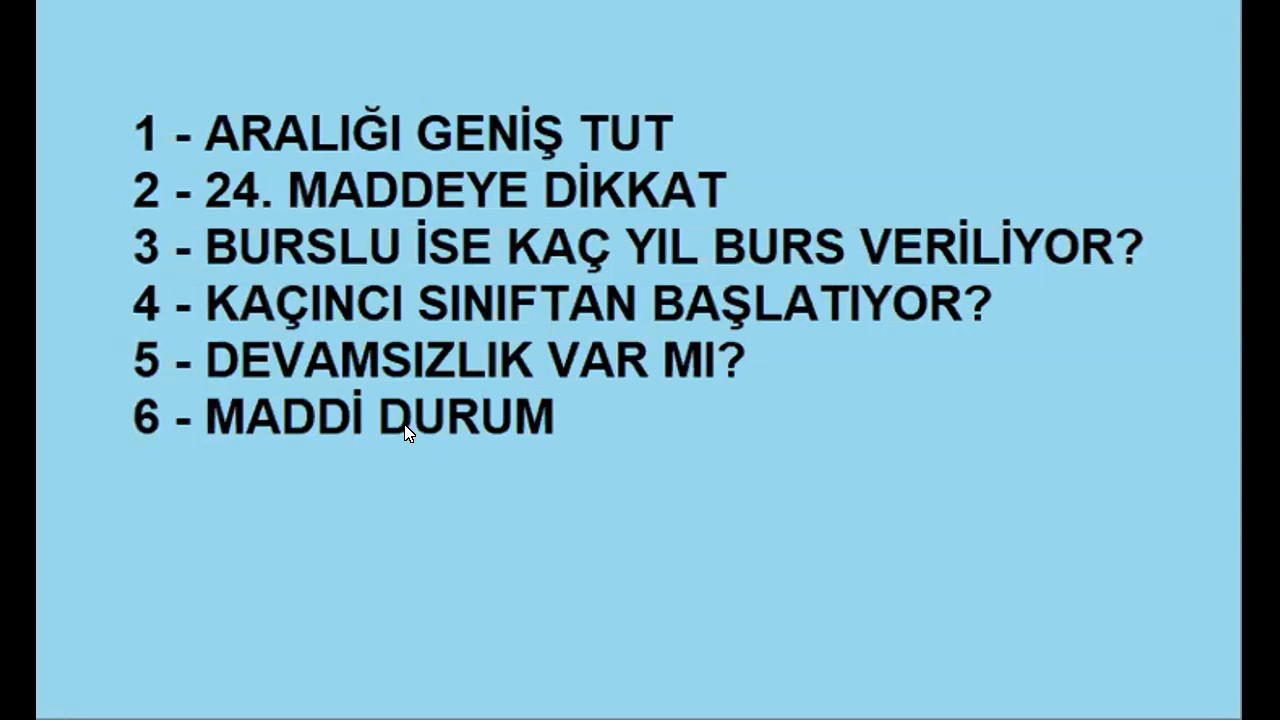 1 - ARALIĞI GENİŞ TUT
2 - 24. MADDEYE DİKKAT
3 - BURSLU İSE KAÇ YIL BURS VERİLİYOR?
4 - KAÇINCI SINIFTAN BAŞLATIYOR?
5 - DEVAMSIZLIK VAR MI?
6 - MADDİ DURUM